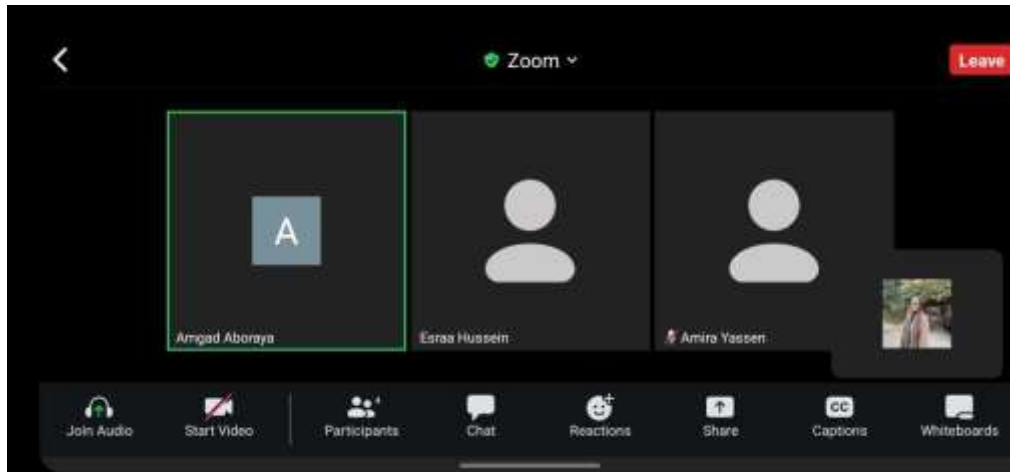 Zoom
Leave
A
Amgad Aboraya
Esraa Hussein
Amira Yassen
4
CC
Join Audio
Start Video
Participants
Chat
Reactions
Share
Captions
Whiteboards